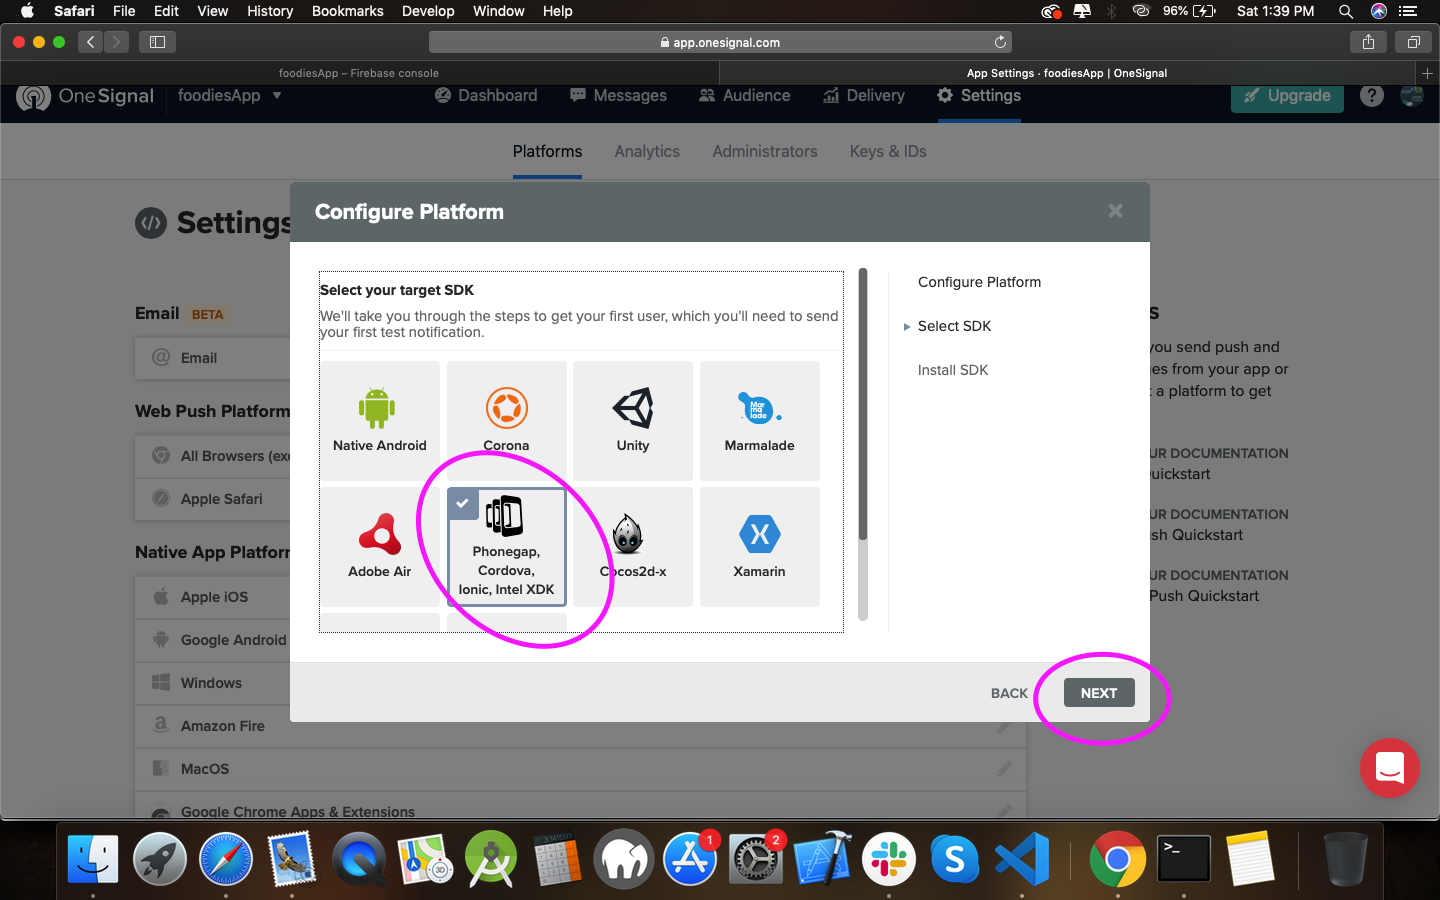 Safari File Edit View History Bookmarks Develop Window Help 96% Sat 1:39 PM
app.onesignal.com
foodiesApp – Firebase console App Settings · foodiesApp | OneSignal
OneSignal foodiesApp Dashboard Messages Audience Delivery Settings Upgrade ?
Platforms Analytics Administrators Keys & IDs
Settings
Configure Platform
Select your target SDK
We'll take you through the steps to get your first user, which you'll need to send
your first test notification.
Native Android
Corona
Unity
Marmalade
Adobe Air
Phonegap,
Cordova,
Ionic, Intel XDK
Cocos2d-x
Xamarin
Configure Platform
Select SDK
Install SDK
BACK NEXT
Email BETA
Email
Web Push Platform
All Browsers (exc
Apple Safari
Native App Platforn
Apple iOS
Google Android
Windows
Amazon Fire
MacOS
Google Chrome Apps & Extensions
s
you send push and
ges from your app or
a platform to get
UR DOCUMENTATION
uickstart
UR DOCUMENTATION
sh Quickstart
UR DOCUMENTATION
Push Quickstart
1
2